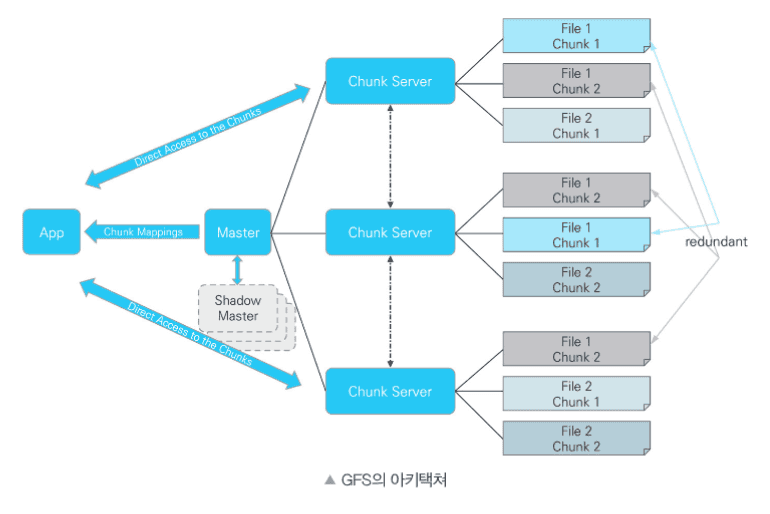 File 1
Chunk 1
Chunk Server
File 1
Chunk 2
File 2
Chunk 1
Direct Access to the Chunks
File 1
Chunk 2
App
Chunk Mappings
Master
Chunk Server
File 1
Chunk 1
redundant
File 2
Chunk 2
Shadow
Master
Direct Access to the Chunks
File 1
Chunk 2
Chunk Server
File 2
Chunk 1
File 2
Chunk 2
▲ GFS의 아키택쳐